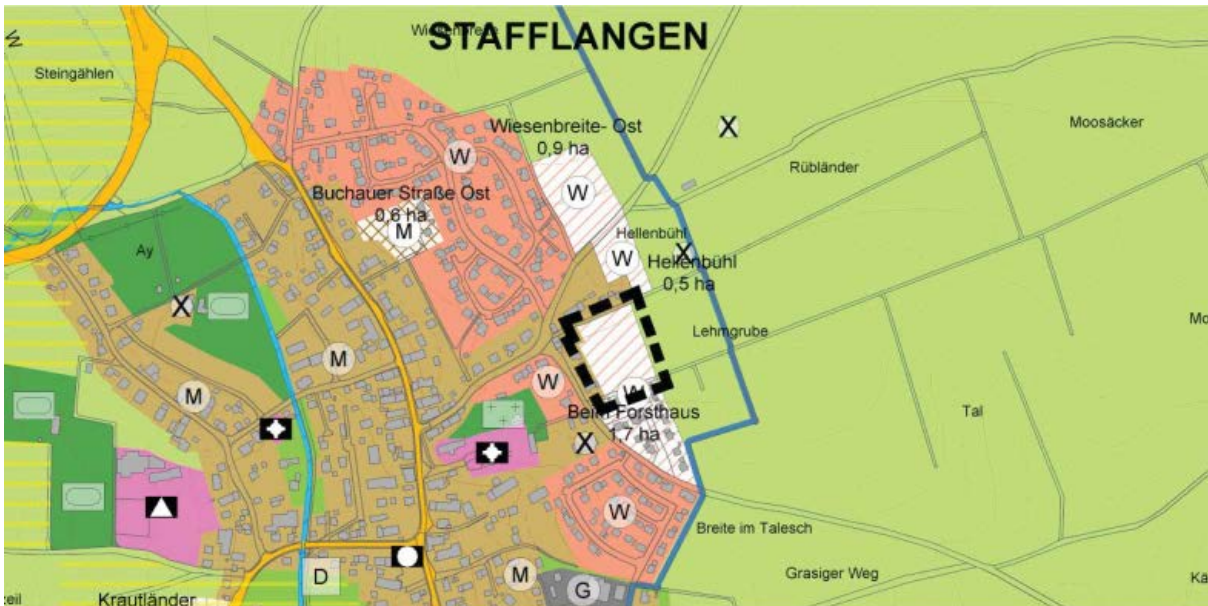 STAFFLANGEN
Steingählen
Moosäcker
Wiesenbreite- Ost
0,9 ha
X
W
Rübländer
Buchauer Straße Ost
0,6 ha
W
M
Hellenbühl
Ay
W
X
Hellenbühl
0,5 ha
X
Lehmgrube
M
W
M
W
Beim Forsthaus
1,7 ha
Tal
X
W
Breite im Talesch
D
M
G
Grasiger Weg
Krautländer